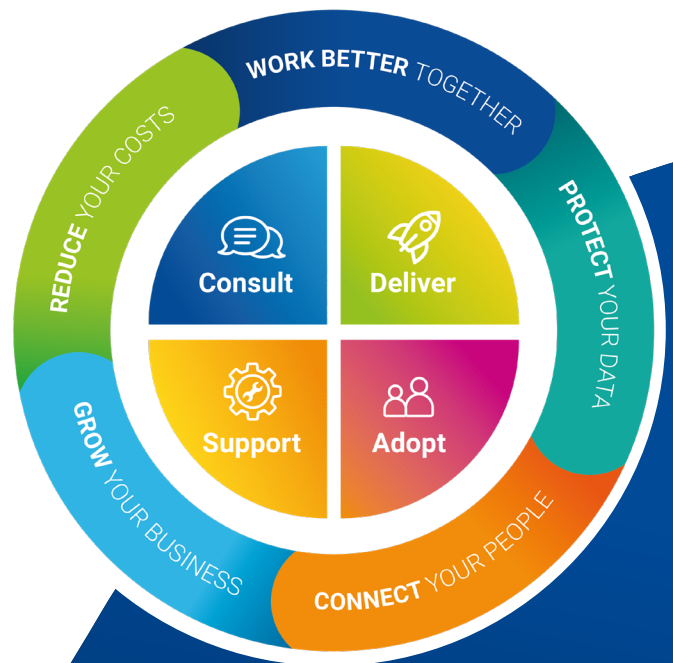 WORK BETTER TOGETHER
PROTECT YOUR DATA
CONNECT YOUR PEOPLE
GROW YOUR BUSINESS
REDUCE YOUR COSTS
Consult
Deliver
Support
Adopt